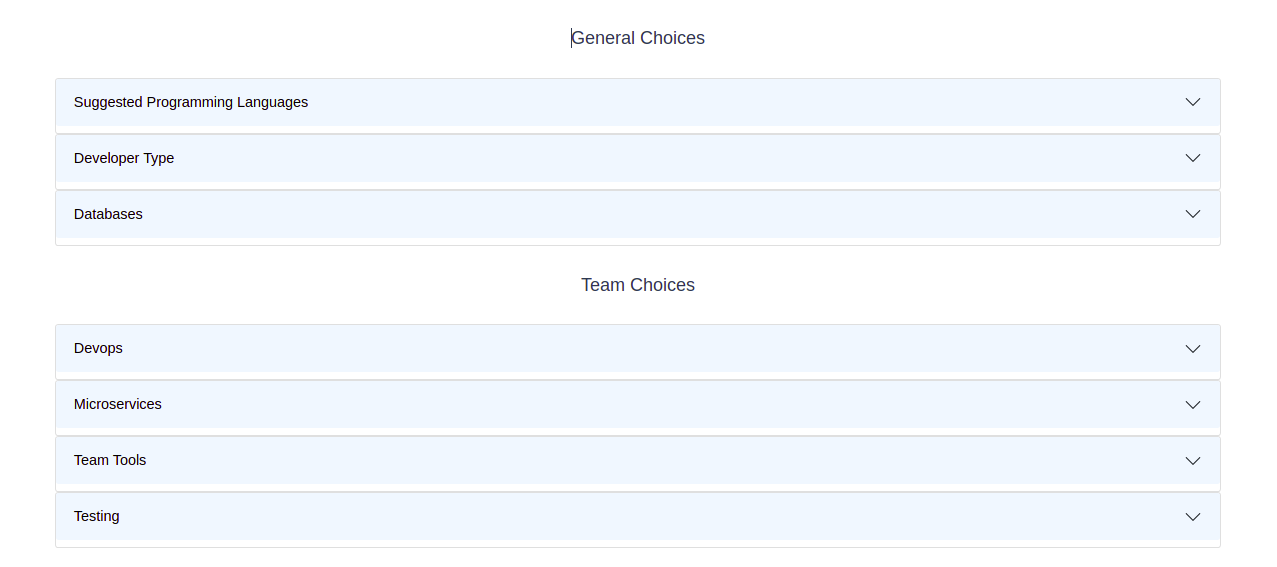 General Choices
Suggested Programming Languages
Developer Type
Databases
Team Choices
Devops
Microservices
Team Tools
Testing